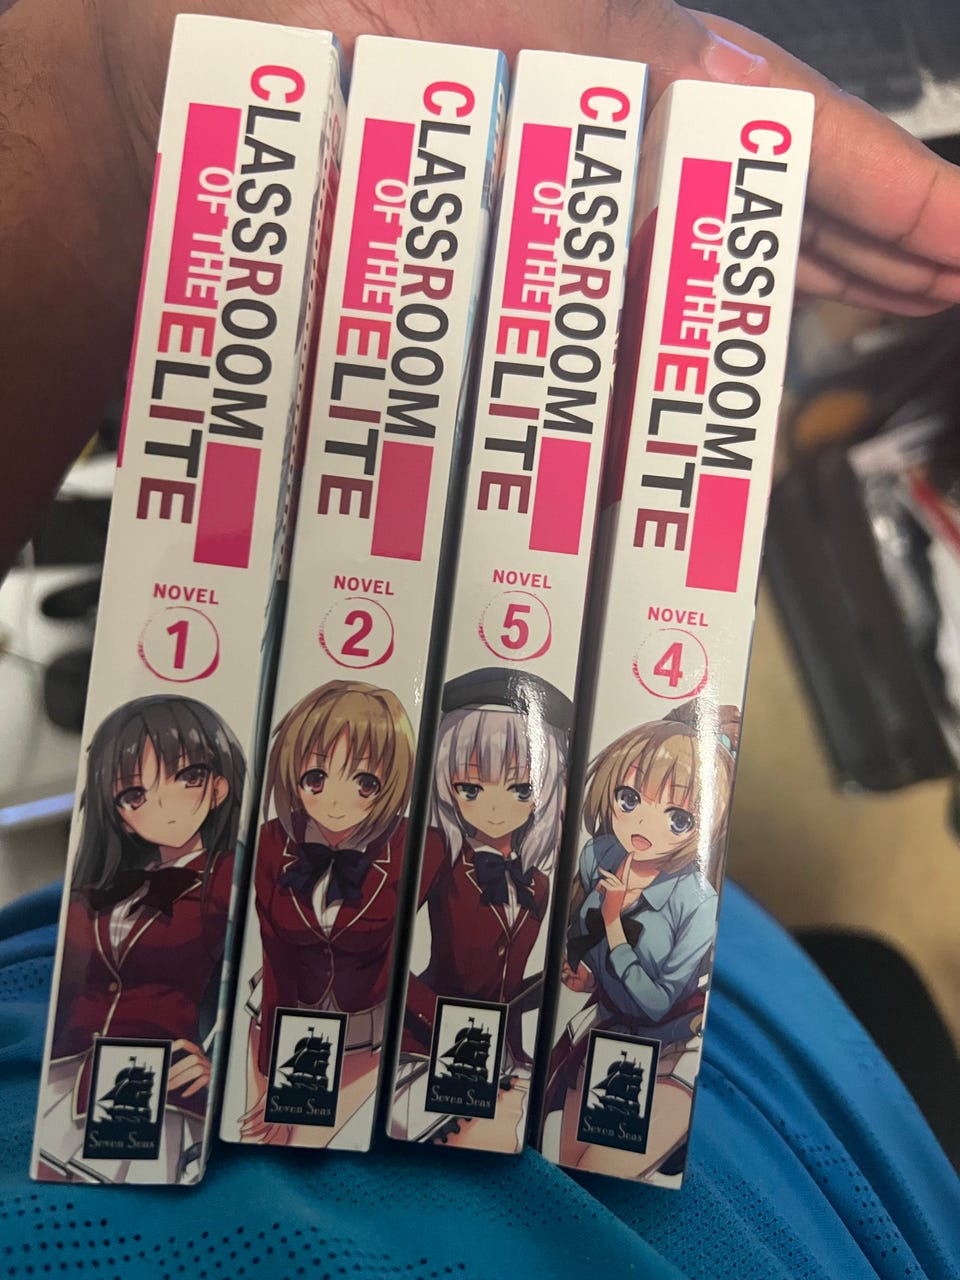 CLASSROOM
OF THE ELITE
NOVEL
1
Seven Seas
CLASSROOM
OF THE ELITE
NOVEL
2
Seven Seas
CLASSROOM
OF THE ELITE
NOVEL
5
Seven Seas
CLASSROOM
OF THE ELITE
NOVEL
4
Seven Seas